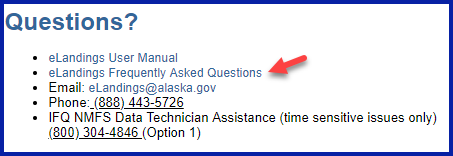 Questions?
• eLandings User Manual
• eLandings Frequently Asked Questions
• Email: eLandings@alaska.gov
• Phone: (888) 443-5726
• IFQ NMFS Data Technician Assistance (time sensitive issues only)
(800) 304-4846 (Option 1)